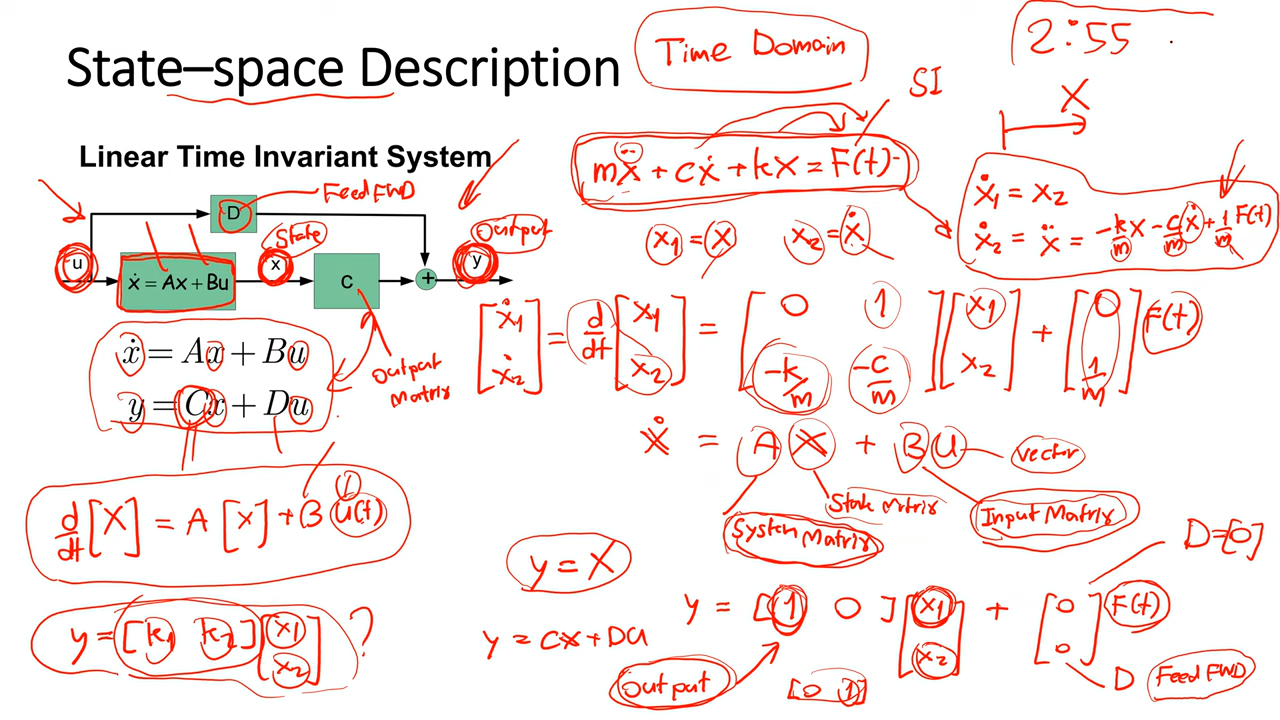 State–space Description
Time Domain
2:55
SI
X
mẍ + cẋ + kx = F(t)
ẋ1 = x2
ẋ2 = ẍ = -k/m x - c/m ẋ + 1/m F(t)
x1 = x   x2 = ẋ
Linear Time Invariant System
Feed FWD
D
State
Output
u
ẋ = Ax + Bu
x
C
+
y
ẋ = Ax + Bu
y = Cx + Du
Output
Matrix
[ẋ1 ẋ2] = d/dt [x1 x2] = [0 1 -k/m -c/m] [x1 x2] + [0 1/m] F(t)
ẋ = A X + B U
Vector
State Mtrix
System Matrix
Input Matrix
d/dt [X] = A [x] + B u(t)
1
y = [k1 k2] [x1 x2] ?
y = X
y = Cx + Du
D = [0]
y = [1 0] [x1 x2] + [0 0] F(t)
Output
[0 1]
D
Feed FWD